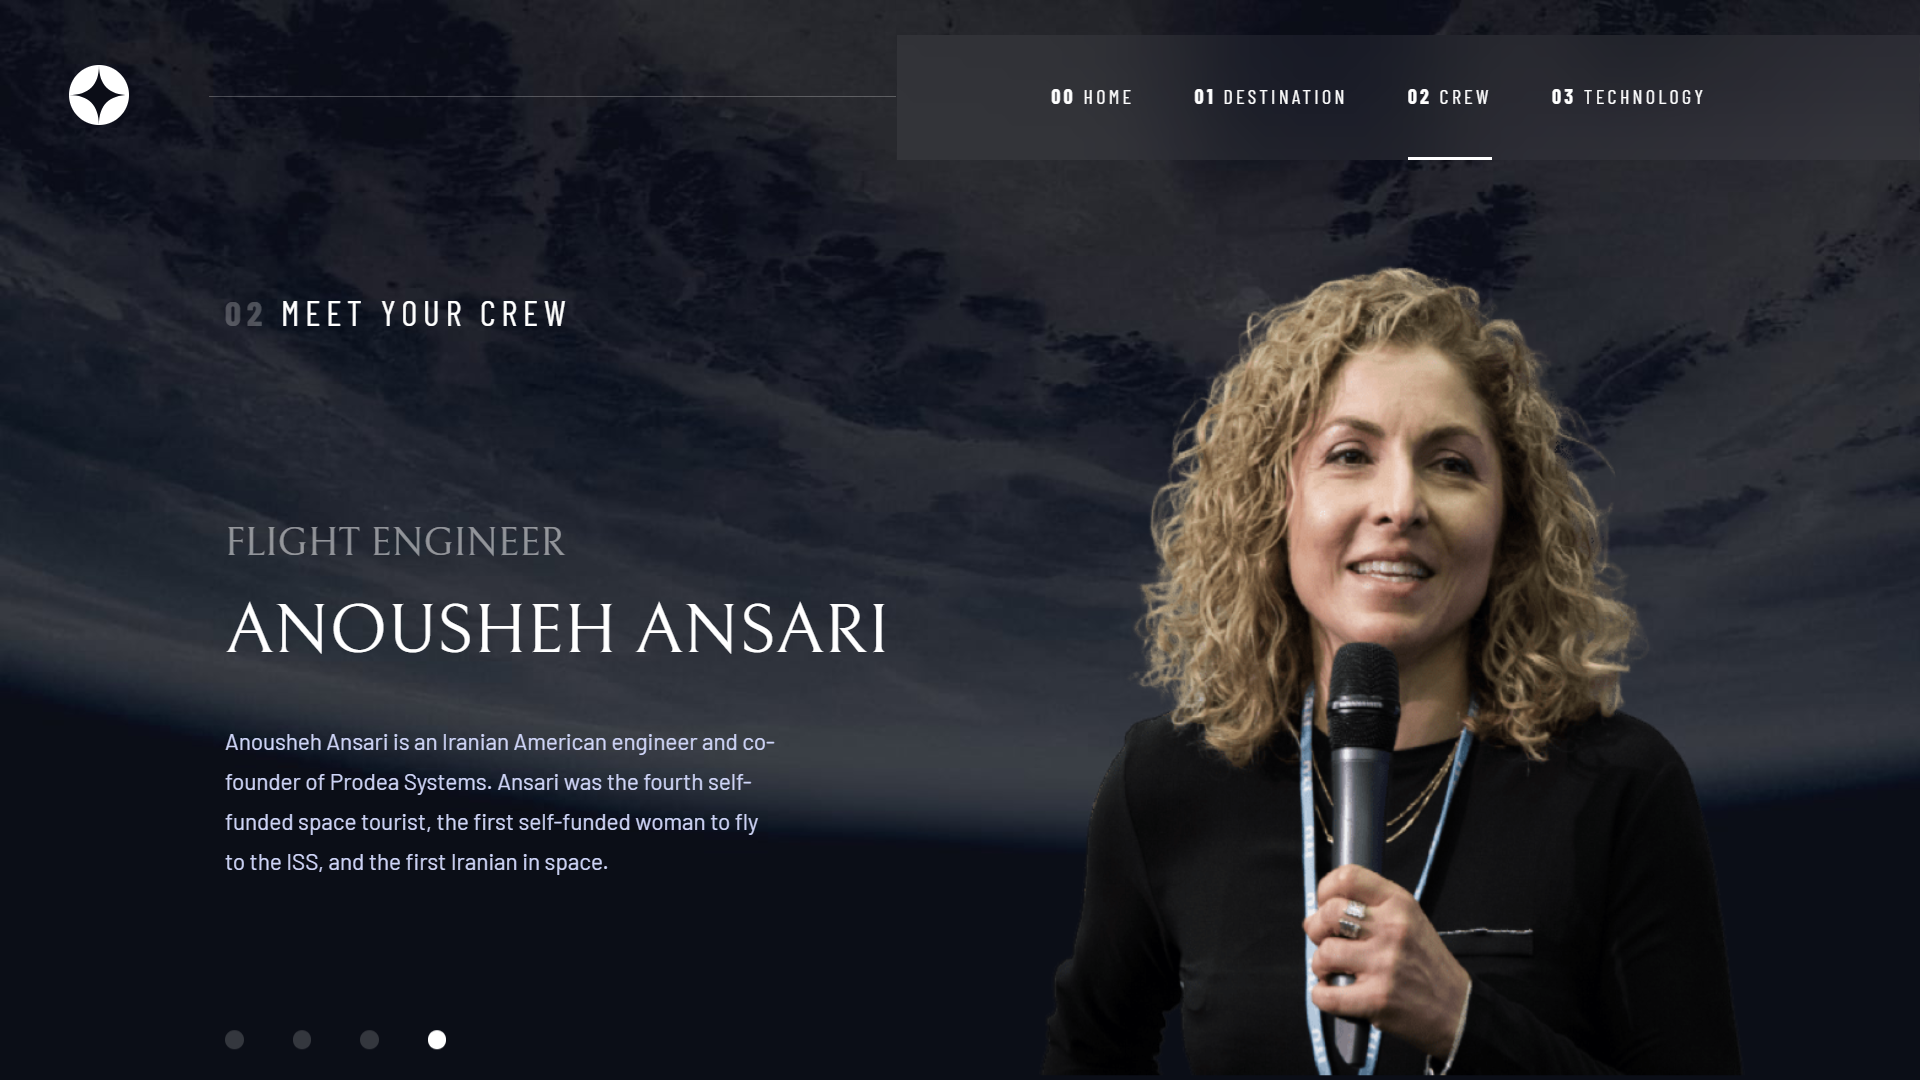 00 HOME 01 DESTINATION 02 CREW 03 TECHNOLOGY
02 MEET YOUR CREW
FLIGHT ENGINEER
ANOUSHEH ANSARI
Anousheh Ansari is an Iranian American engineer and co-
founder of Prodea Systems. Ansari was the fourth self-
funded space tourist, the first self-funded woman to fly
to the ISS, and the first Iranian in space.